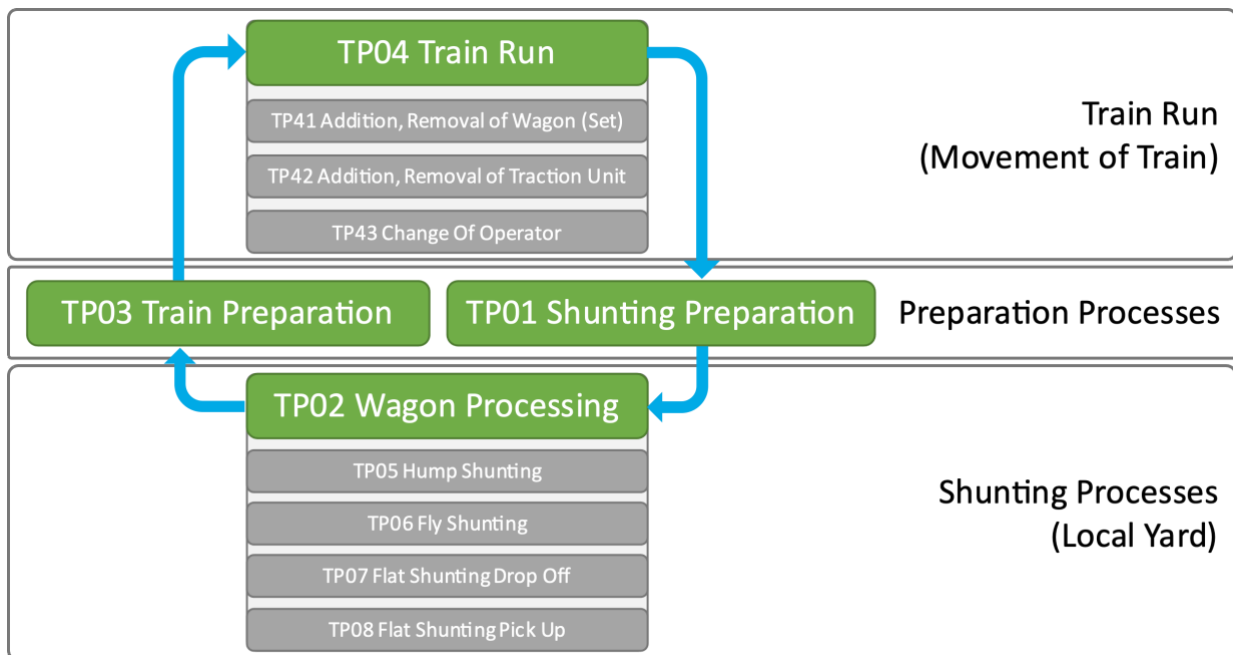 TP04 Train Run
TP41 Addition, Removal of Wagon (Set)
TP42 Addition, Removal of Traction Unit
TP43 Change Of Operator
Train Run
(Movement of Train)
TP03 Train Preparation
TP01 Shunting Preparation
Preparation Processes
TP02 Wagon Processing
TP05 Hump Shunting
TP06 Fly Shunting
TP07 Flat Shunting Drop Off
TP08 Flat Shunting Pick Up
Shunting Processes
(Local Yard)